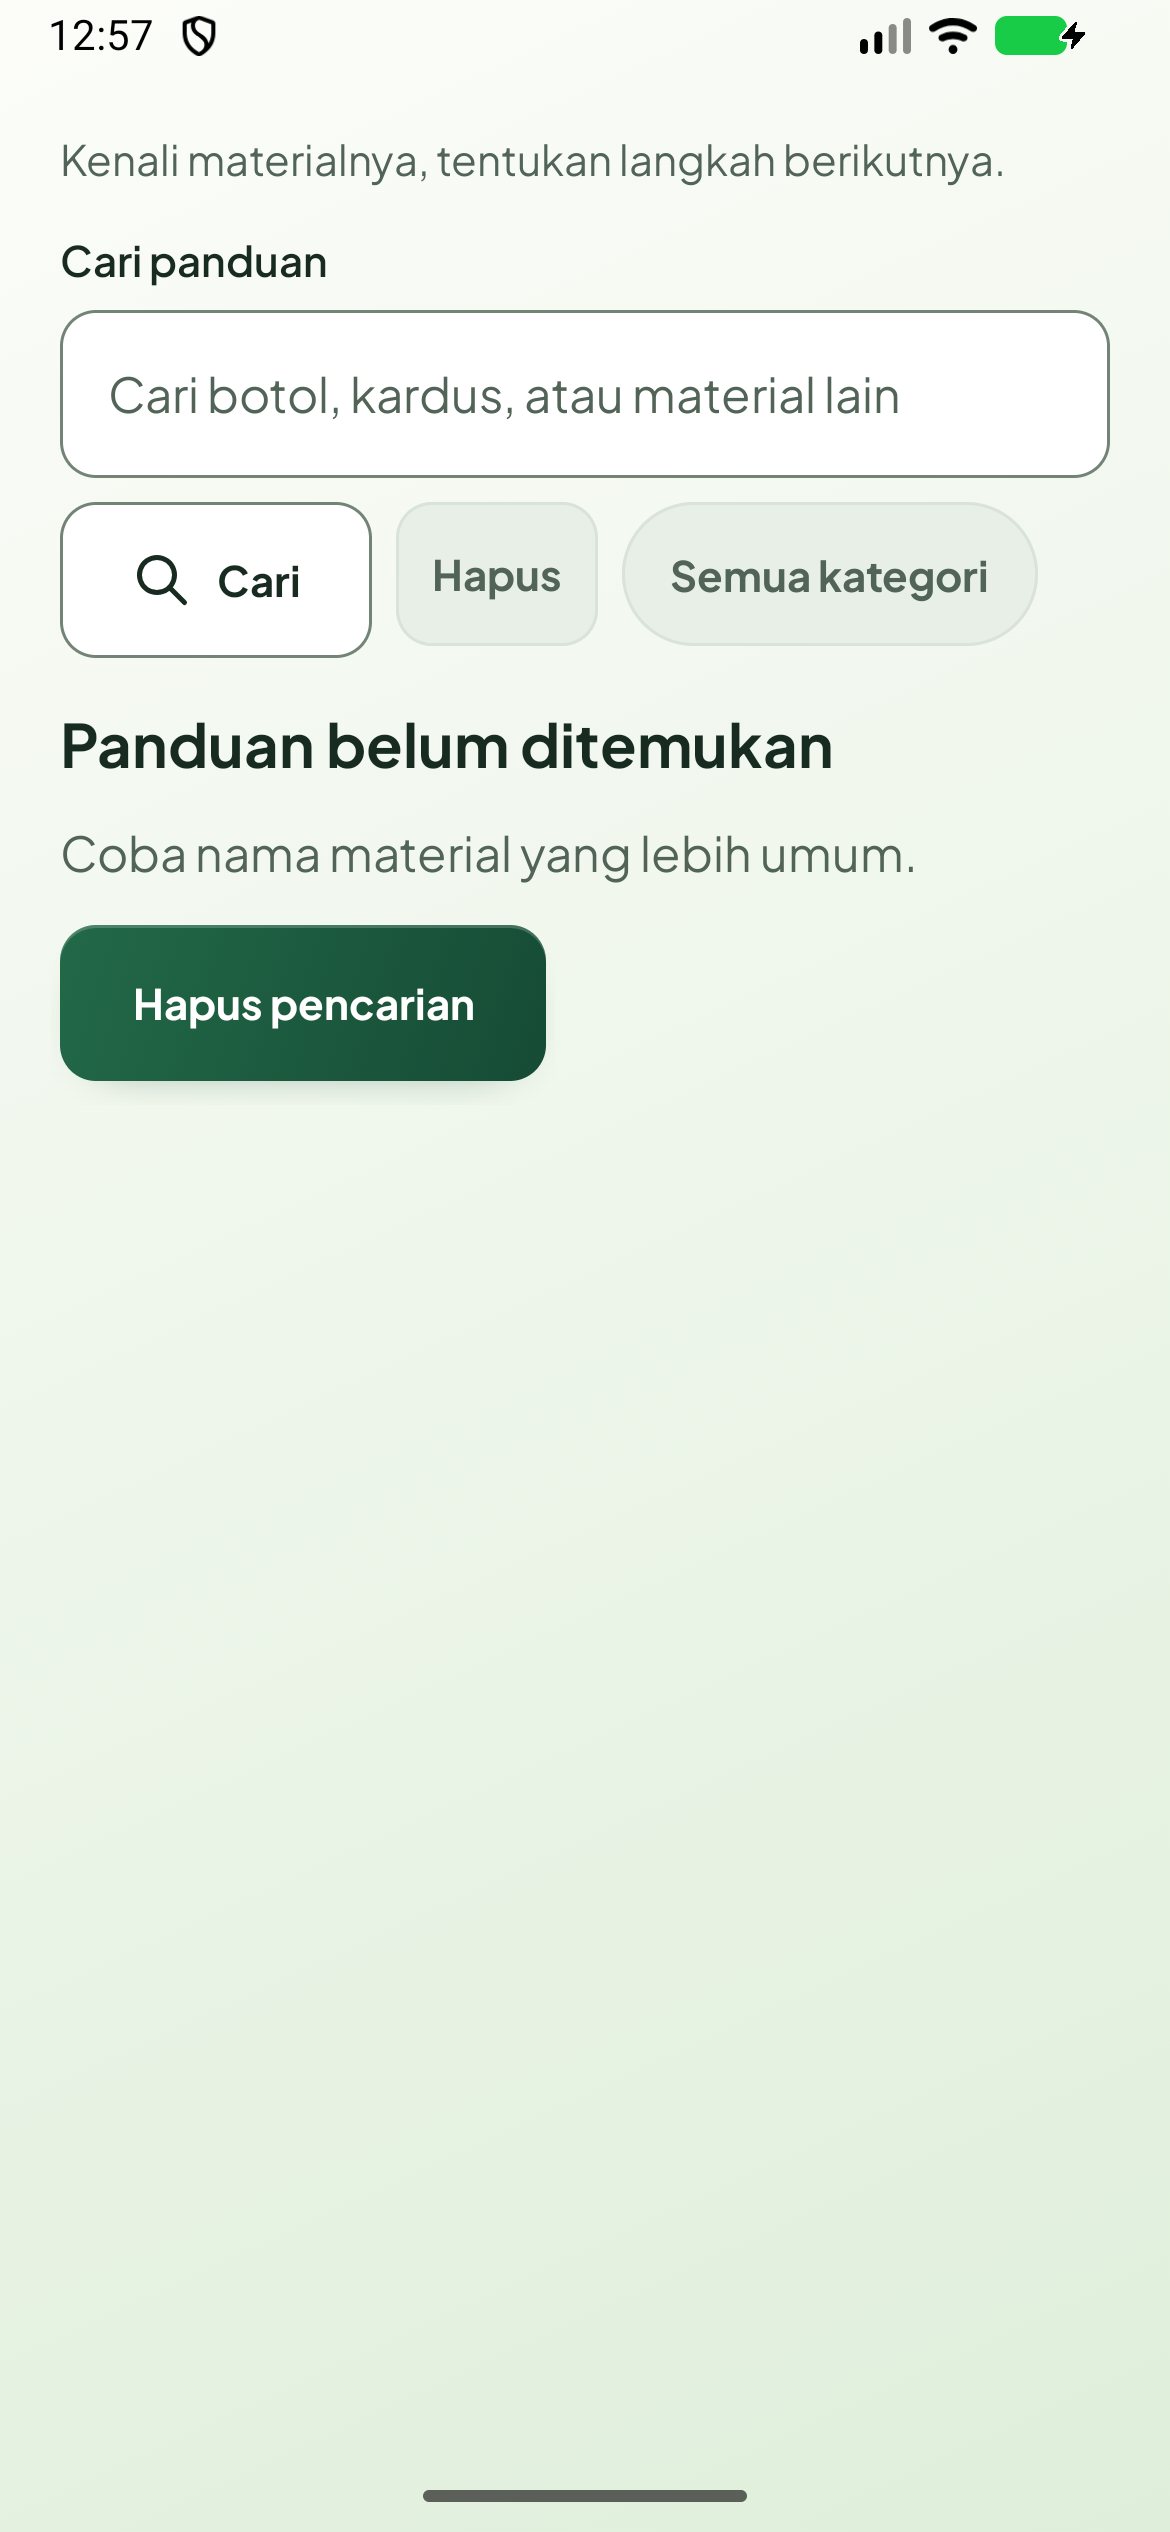 12:57
Kenali materialnya, tentukan langkah berikutnya.
Cari panduan
Cari botol, kardus, atau material lain
Cari
Hapus
Semua kategori
Panduan belum ditemukan
Coba nama material yang lebih umum.
Hapus pencarian